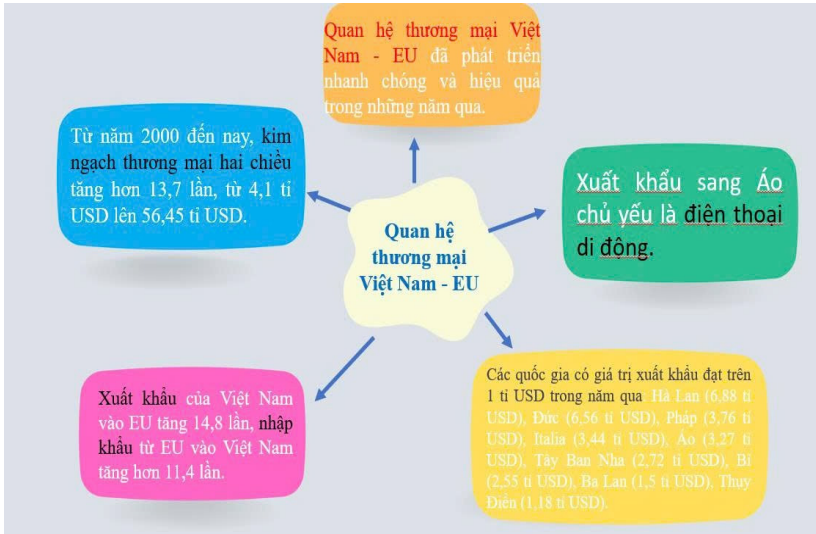 Quan hệ thương mại Việt
Nam - EU đã phát triển
nhanh chóng và hiệu quả
trong những năm qua.
Từ năm 2000 đến nay, kim
ngạch thương mại hai chiều
tăng hơn 13,7 lần, từ 4,1 tỉ
USD lên 56,45 tỉ USD.
Xuất khẩu sang Áo
chủ yếu là điện thoại
di động.
Quan hệ
thương mại
Việt Nam - EU
Xuất khẩu của Việt Nam
vào EU tăng 14,8 lần, nhập
khẩu từ EU vào Việt Nam
tăng hơn 11,4 lần.
Các quốc gia có giá trị xuất khẩu đạt trên
1 tỉ USD trong năm qua: Hà Lan (6,88 tỉ
USD), Đức (6,56 tỉ USD), Pháp (3,76 tỉ
USD), Italia (3,44 tỉ USD), Áo (3,27 tỉ
USD), Tây Ban Nha (2,72 tỉ USD), Bỉ
(2,55 tỉ USD), Ba Lan (1,5 tỉ USD), Thụy
Điển (1,18 tỉ USD).